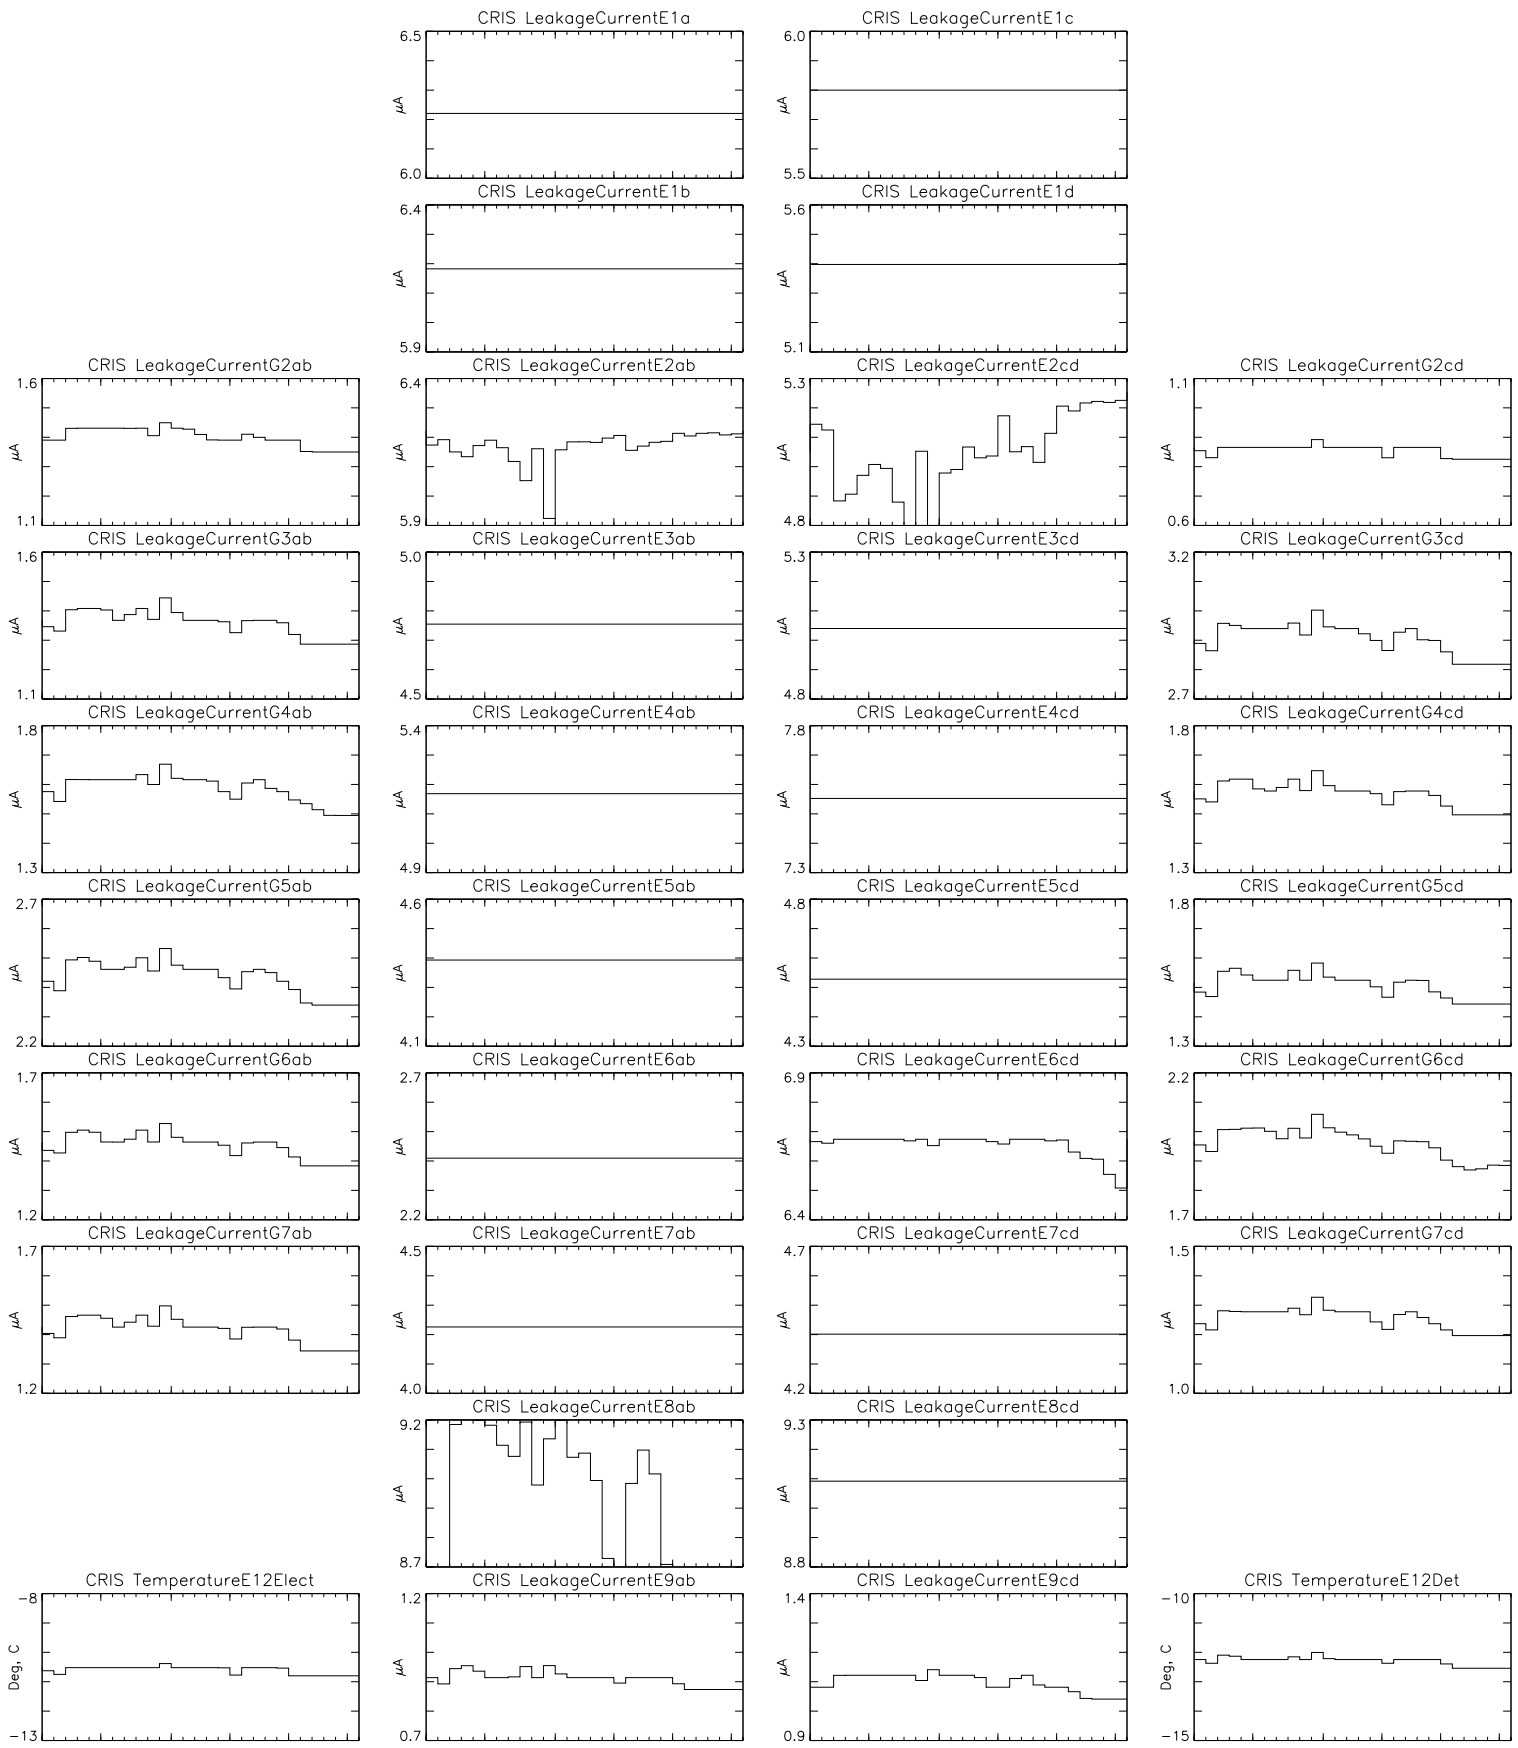 CRIS LeakageCurrentE1a
6.5
μA
6.0
CRIS LeakageCurrentE1c
6.0
μA
5.5
CRIS LeakageCurrentE1b
6.4
μA
5.9
CRIS LeakageCurrentE1d
5.6
μA
5.1
CRIS LeakageCurrentG2ab
1.6
μA
1.1
CRIS LeakageCurrentE2ab
6.4
μA
5.9
CRIS LeakageCurrentE2cd
5.3
μA
4.8
CRIS LeakageCurrentG2cd
1.1
μA
0.6
CRIS LeakageCurrentG3ab
1.6
μA
1.1
CRIS LeakageCurrentE3ab
5.0
μA
4.5
CRIS LeakageCurrentE3cd
5.3
μA
4.8
CRIS LeakageCurrentG3cd
3.2
μA
2.7
CRIS LeakageCurrentG4ab
1.8
μA
1.3
CRIS LeakageCurrentE4ab
5.4
μA
4.9
CRIS LeakageCurrentE4cd
7.8
μA
7.3
CRIS LeakageCurrentG4cd
1.8
μA
1.3
CRIS LeakageCurrentG5ab
2.7
μA
2.2
CRIS LeakageCurrentE5ab
4.6
μA
4.1
CRIS LeakageCurrentE5cd
4.8
μA
4.3
CRIS LeakageCurrentG5cd
1.8
μA
1.3
CRIS LeakageCurrentG6ab
1.7
μA
1.2
CRIS LeakageCurrentE6ab
2.7
μA
2.2
CRIS LeakageCurrentE6cd
6.9
μA
6.4
CRIS LeakageCurrentG6cd
2.2
μA
1.7
CRIS LeakageCurrentG7ab
1.7
μA
1.2
CRIS LeakageCurrentE7ab
4.5
μA
4.0
CRIS LeakageCurrentE7cd
4.7
μA
4.2
CRIS LeakageCurrentG7cd
1.5
μA
1.0
CRIS LeakageCurrentE8ab
9.2
μA
8.7
CRIS LeakageCurrentE8cd
9.3
μA
8.8
CRIS TemperatureE12Elect
−8
Deg, C
−13
CRIS LeakageCurrentE9ab
1.2
μA
0.7
CRIS LeakageCurrentE9cd
1.4
μA
0.9
CRIS TemperatureE12Det
−10
Deg, C
−15